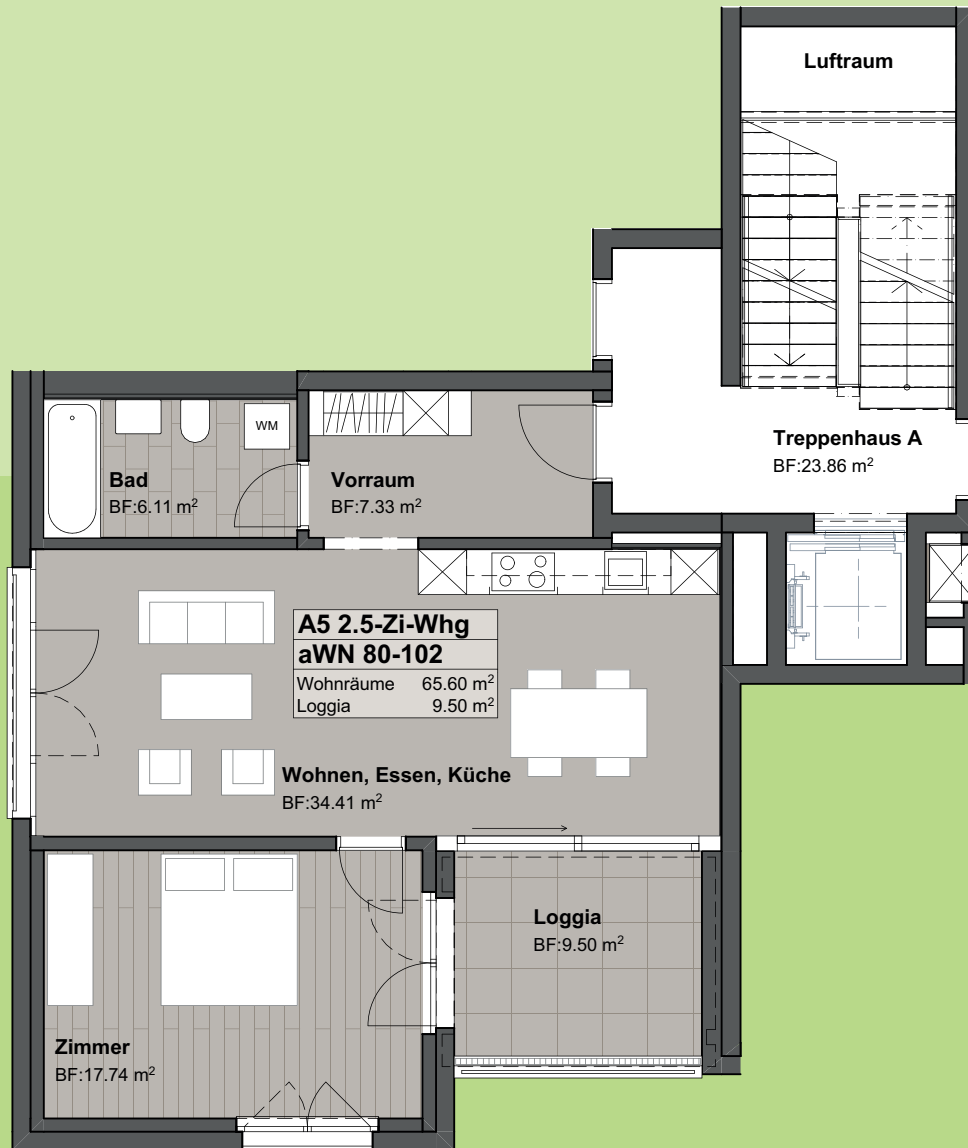 Luftraum
Treppenhaus A
BF:23.86 m²
WM
Bad
BF:6.11 m²
Vorraum
BF:7.33 m²
A5 2.5-Zi-Whg
aWN 80-102
Wohnräume 65.60 m²
Loggia 9.50 m²
Wohnen, Essen, Küche
BF:34.41 m²
Loggia
BF:9.50 m²
Zimmer
BF:17.74 m²